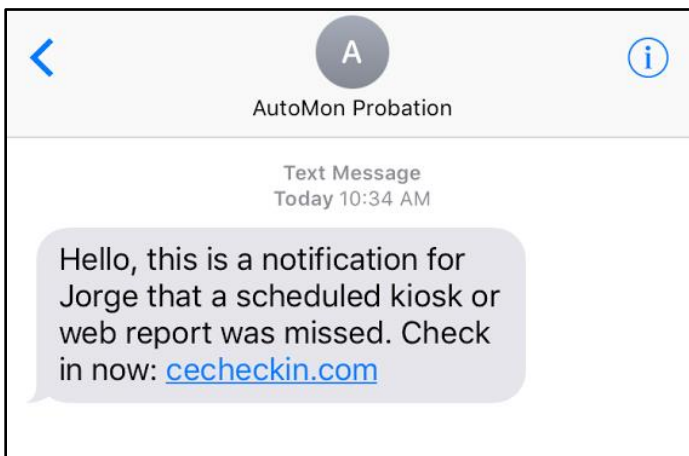 A
AutoMon Probation
Text Message
Today 10:34 AM
Hello, this is a notification for
Jorge that a scheduled kiosk or
web report was missed. Check
in now: cecheckin.com